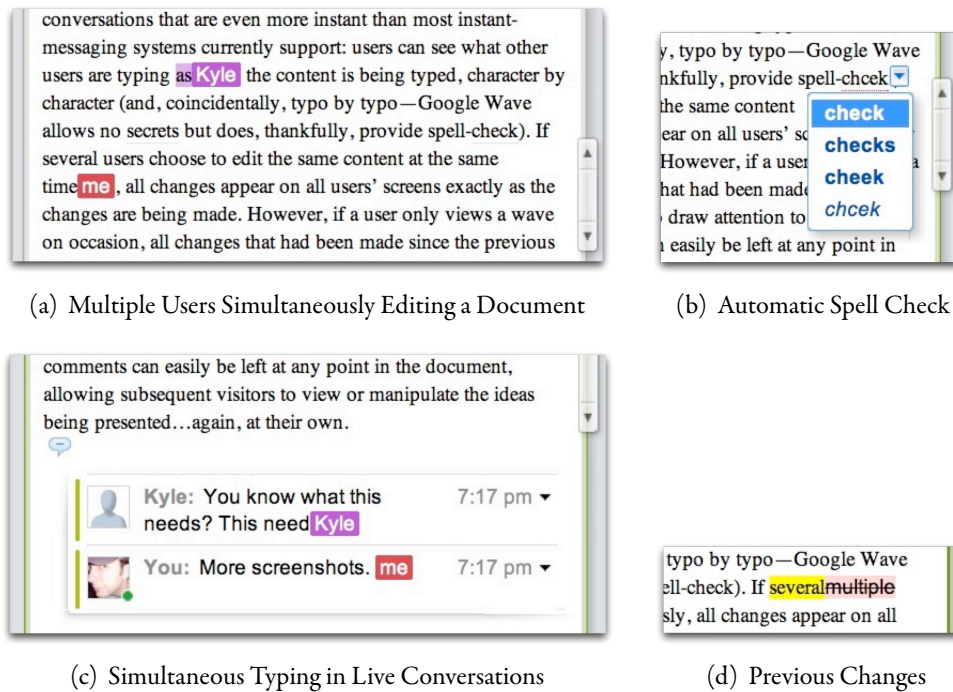 conversations that are even more instant than most instant-
messaging systems currently support: users can see what other
users are typing as Kyle the content is being typed, character by
character (and, coincidentally, typo by typo—Google Wave
allows no secrets but does, thankfully, provide spell-check). If
several users choose to edit the same content at the same
time me , all changes appear on all users’ screens exactly as the
changes are being made. However, if a user only views a wave
on occasion, all changes that had been made since the previous
(a) Multiple Users Simultaneously Editing a Document
y, typo by typo—Google Wave
nkfully, provide spell-chcek
the same content
ear on all users’ sc
However, if a user
a
hat had been made
draw attention to
easily be left at any point in
check
checks
cheek
chcek
(b) Automatic Spell Check
comments can easily be left at any point in the document,
allowing subsequent visitors to view or manipulate the ideas
being presented…again, at their own.
Kyle: You know what this 7:17 pm
needs? This need Kyle
You: More screenshots. me 7:17 pm
(c) Simultaneous Typing in Live Conversations
typo by typo—Google Wave
ell-check). If severalmultiple
sly, all changes appear on all
(d) Previous Changes